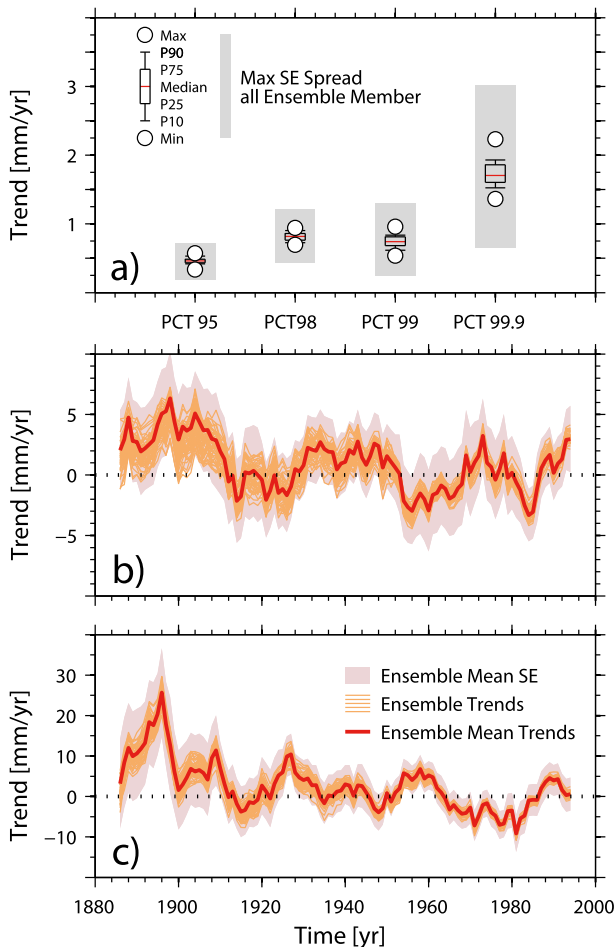 Max
P90
P75
Median
P25
P10
Min
Max SE Spread
all Ensemble Member
Trend [mm/yr]
3
2
1
a)
PCT 95 PCT98 PCT 99 PCT 99.9
Trend [mm/yr]
5
0
−5
b)
Trend [mm/yr]
30
20
10
0
−10
Ensemble Mean SE
Ensemble Trends
Ensemble Mean Trends
c)
1880 1900 1920 1940 1960 1980 2000
Time [yr]